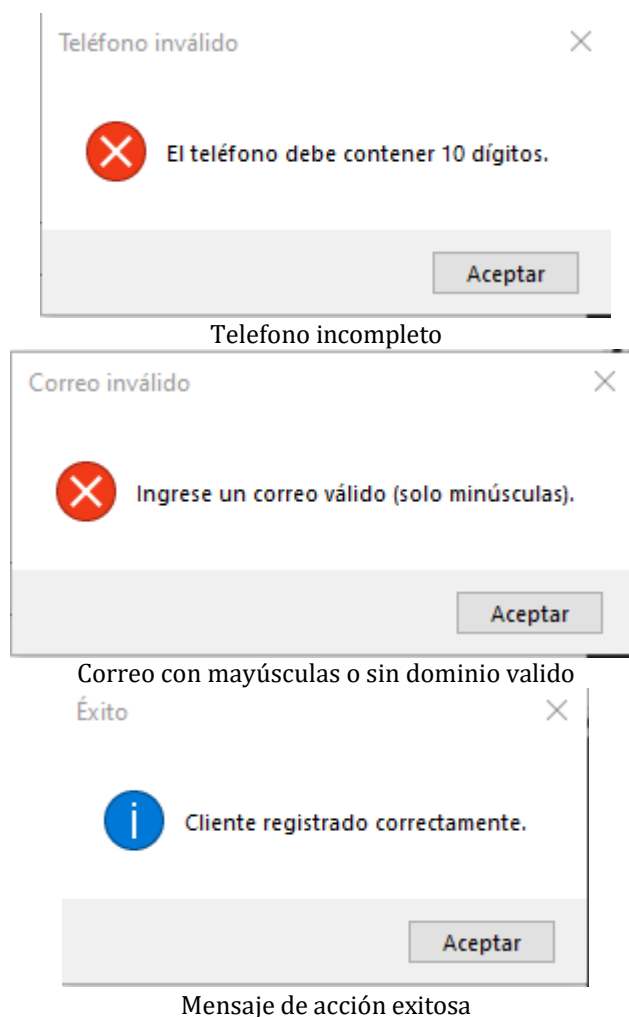 Teléfono inválido
El teléfono debe contener 10 dígitos.
Aceptar
Telefono incompleto
Correo inválido
Ingrese un correo válido (solo minúsculas).
Aceptar
Correo con mayúsculas o sin dominio valido
Éxito
Cliente registrado correctamente.
Aceptar
Mensaje de acción exitosa